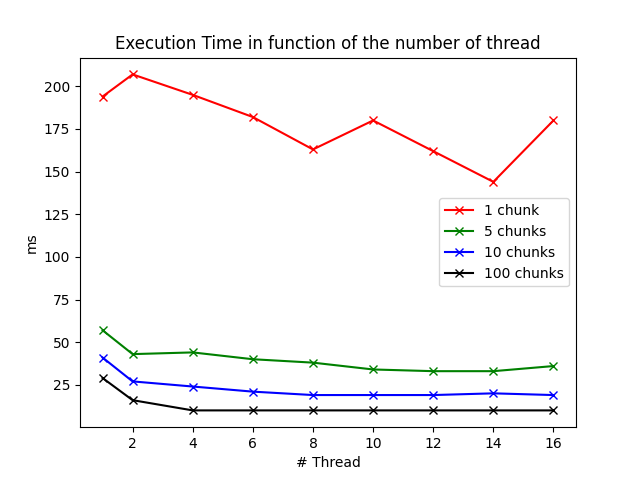 Execution Time in function of the number of thread
200
175
150
125
100
75
50
25
ms
1 chunk
5 chunks
10 chunks
100 chunks
2 4 6 8 10 12 14 16
# Thread